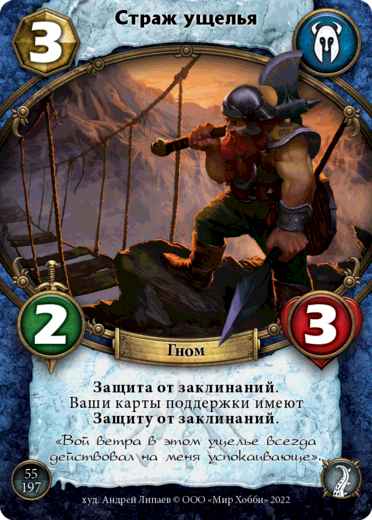 Страж ущелья
3
2
3
Гном
Защита от заклинаний.
Ваши карты поддержки имеют
Защиту от заклинаний.
«Вой ветра в этом ущелье всегда
действовал на меня успокаивающе».
55
197
худ. Андрей Липаев © ООО «Мир Хобби» 2022